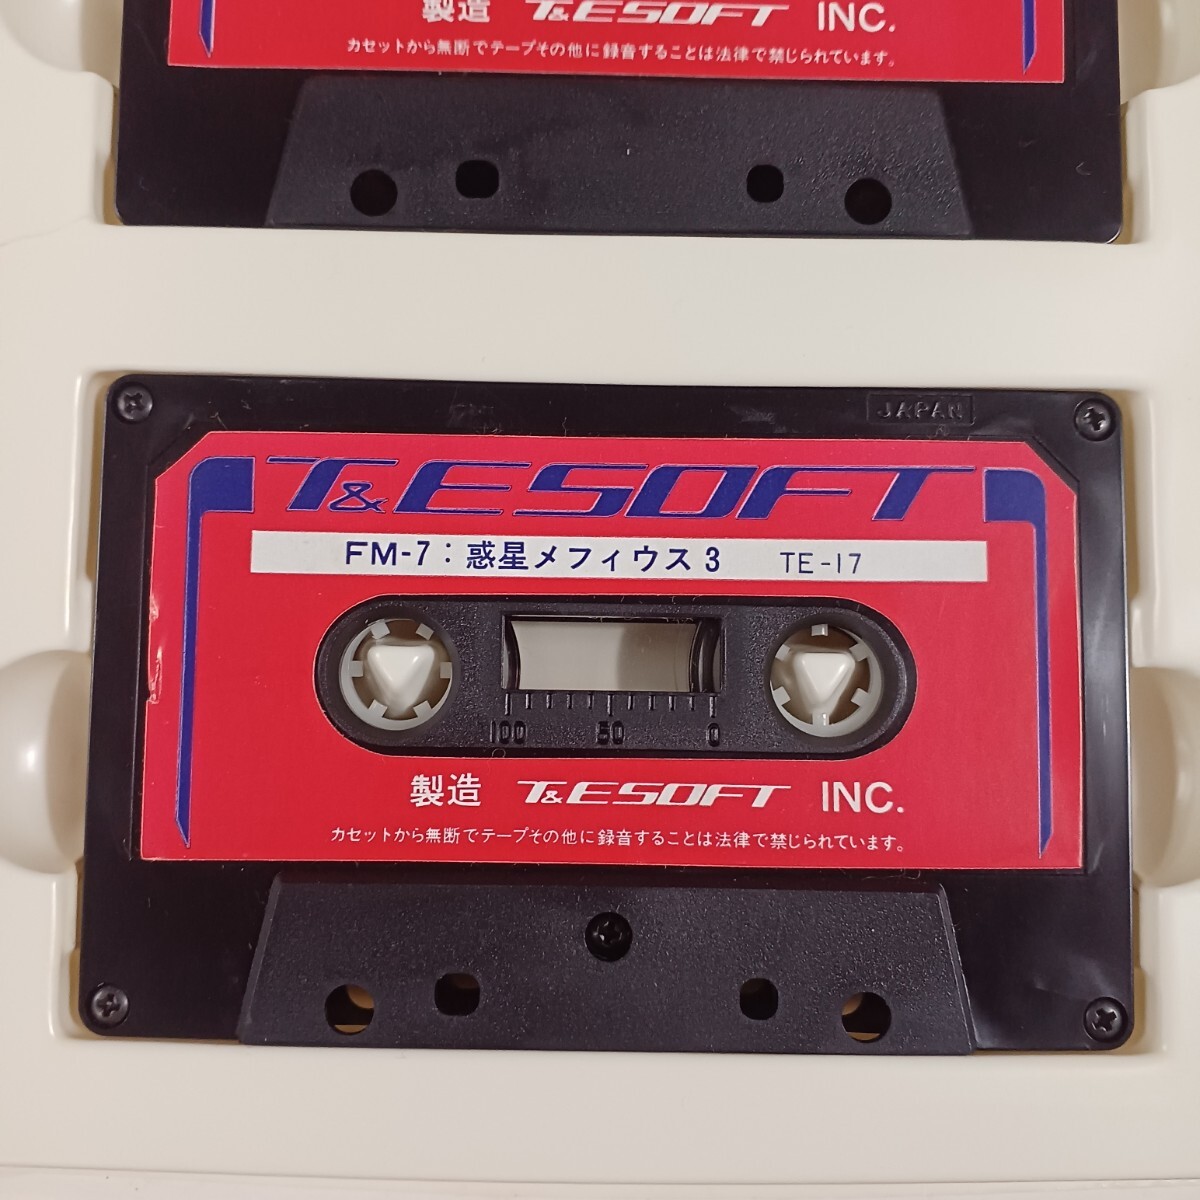 製造 T&ESOFT INC.
カセットから無断でテープその他に録音することは法律で禁じられています。
JAPAN
T&ESOFT
FM-7:惑星メフィウス3 TE-17
100 50 0
製造 T&ESOFT INC.
カセットから無断でテープその他に録音することは法律で禁じられています。